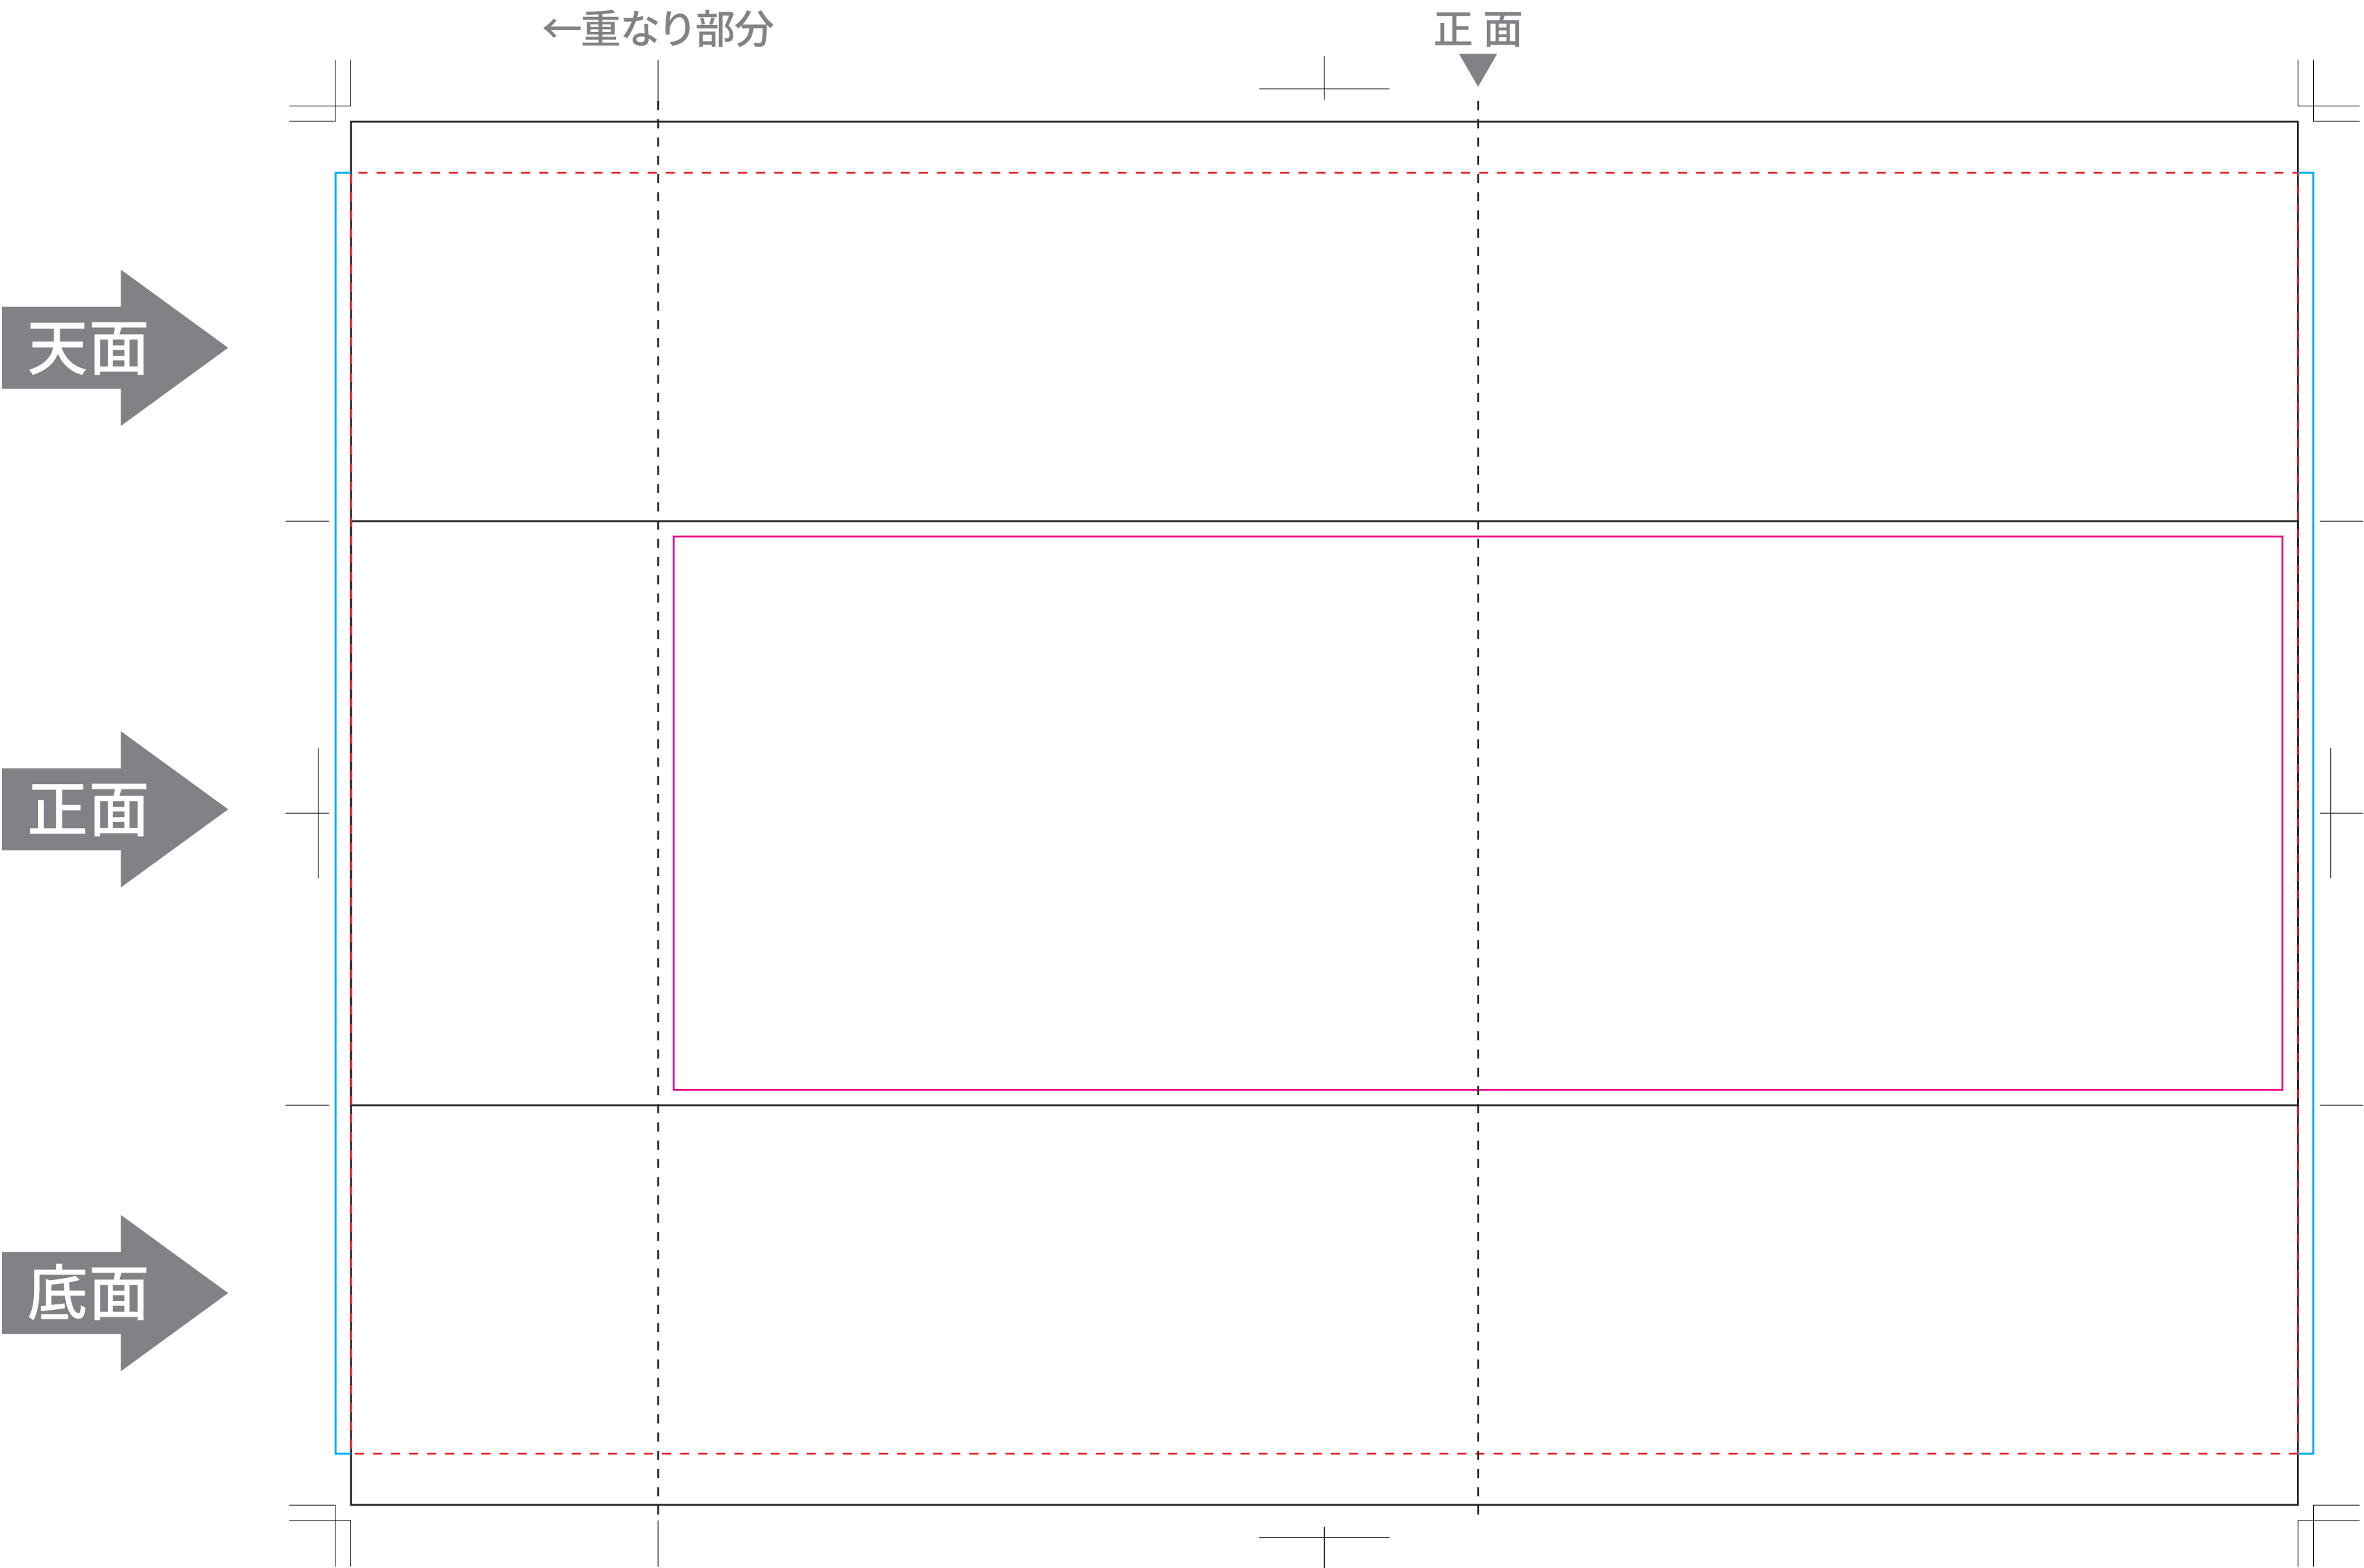 ←重なり部分
正面
天面
正面
底面